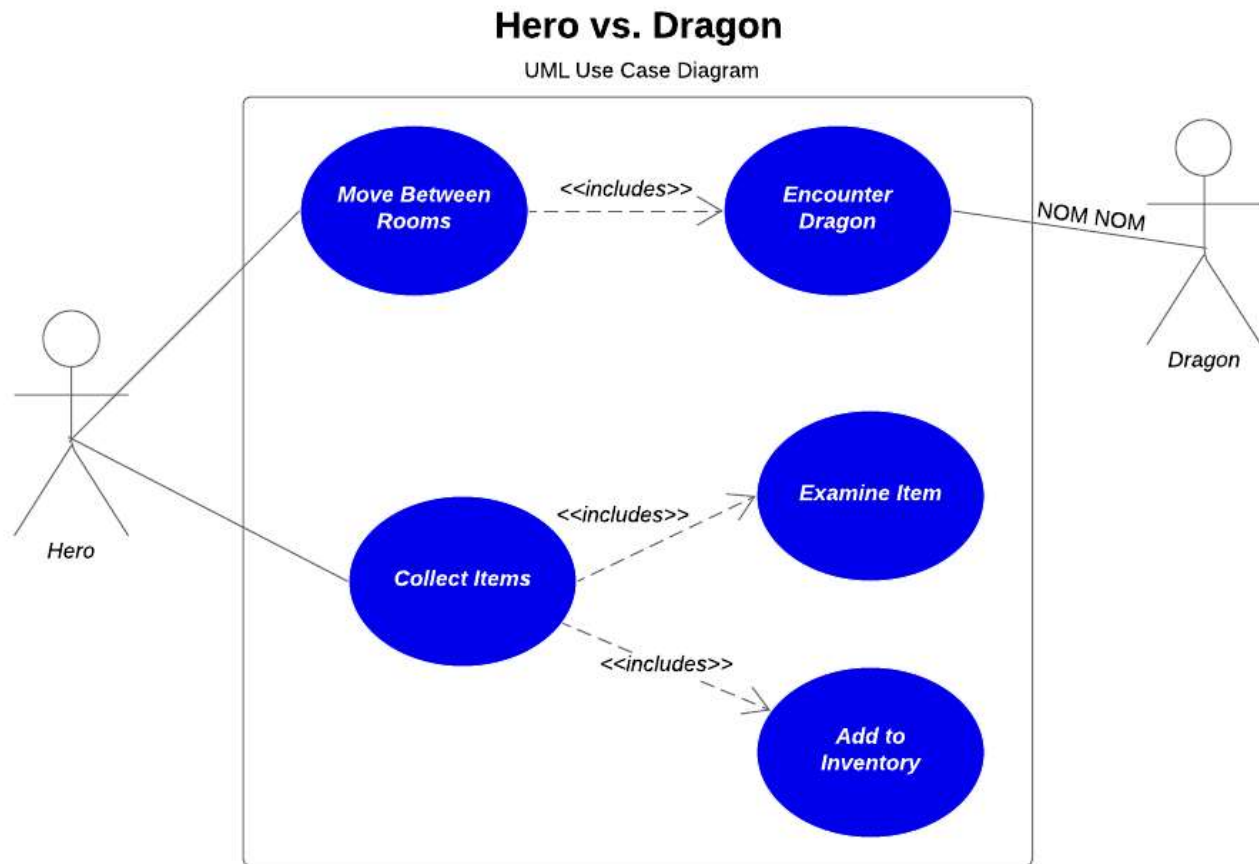 Hero vs. Dragon
UML Use Case Diagram
Move Between
Rooms
<<includes>>
Encounter
Dragon
NOM NOM
Dragon
Hero
Collect Items
<<includes>>
Examine Item
<<includes>>
Add to
Inventory